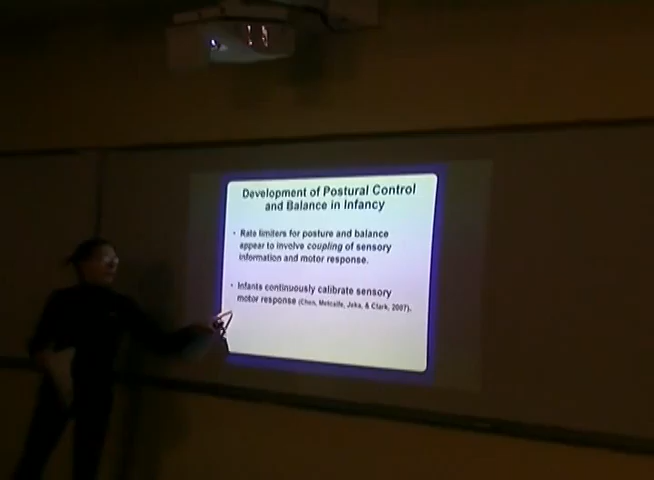 Development of Postural Control
and Balance in Infancy
• Rate limiters for posture and balance
appear to involve coupling of sensory
information and motor response.
• Infants continuously calibrate sensory
motor response (Chen, Metcalfe, Jeka, & Clark, 2007).